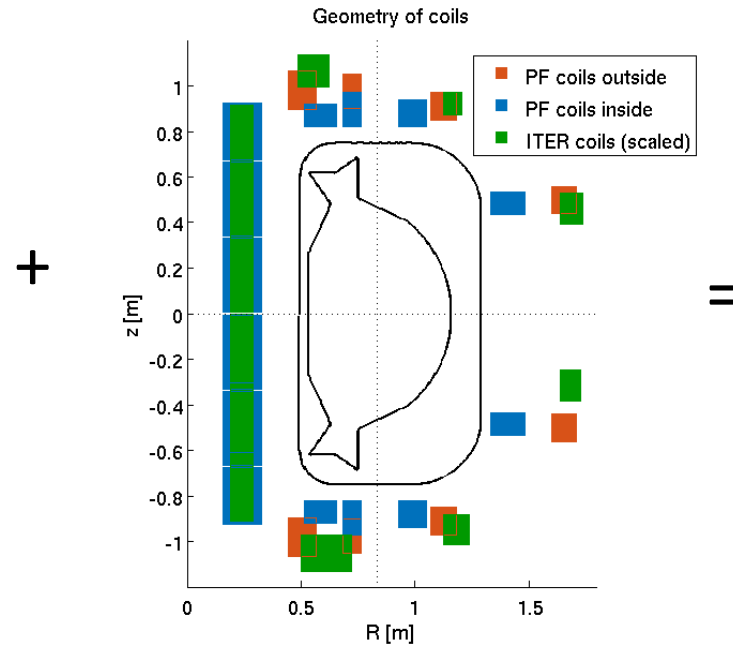 Geometry of coils
PF coils outside
PF coils inside
ITER coils (scaled)
+
=
z [m]
1
0.8
0.6
0.4
0.2
0
-0.2
-0.4
-0.6
-0.8
-1
0
0.5
1
1.5
R [m]